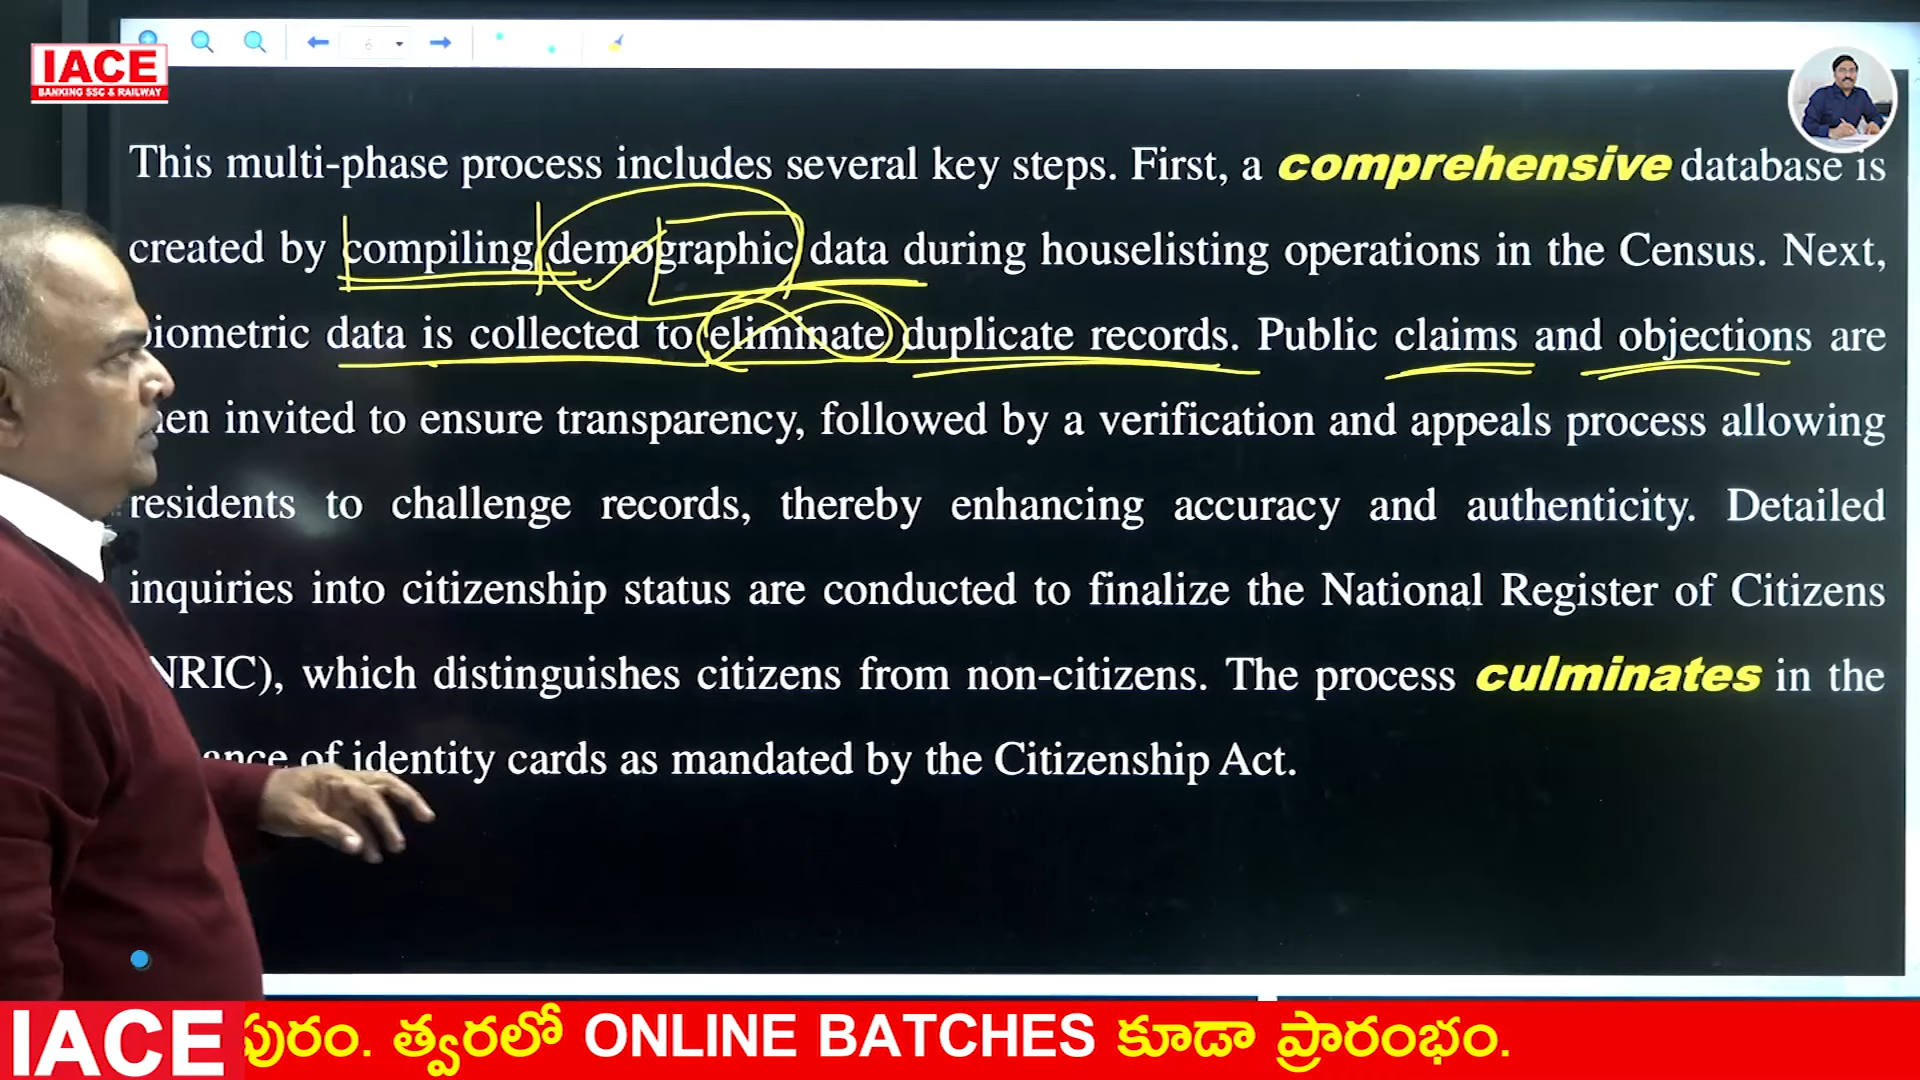 IACE
BANKING SSC & RAILWAY
6
This multi-phase process includes several key steps. First, a comprehensive database is
created by compiling demographic data during houselisting operations in the Census. Next,
data is collected to eliminate duplicate records. Public claims and objections are
invited to ensure transparency, followed by a verification and appeals process allowing
residents to challenge records, thereby enhancing accuracy and authenticity. Detailed
inquiries into citizenship status are conducted to finalize the National Register of Citizens
NRIC), which distinguishes citizens from non-citizens. The process culminates in the
of identity cards as mandated by the Citizenship Act.
IACE
త్వరలో ONLINE BATCHES కూడా ప్రారంభం.